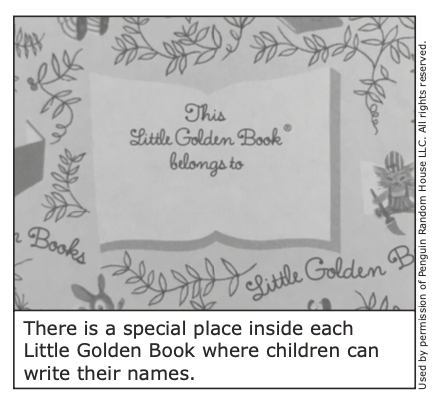 This
Little Golden Book®
belongs to
n Books
Little Golden B
There is a special place inside each
Little Golden Book where children can
write their names.
Used by permission of Penguin Random House LLC. All rights reserved.